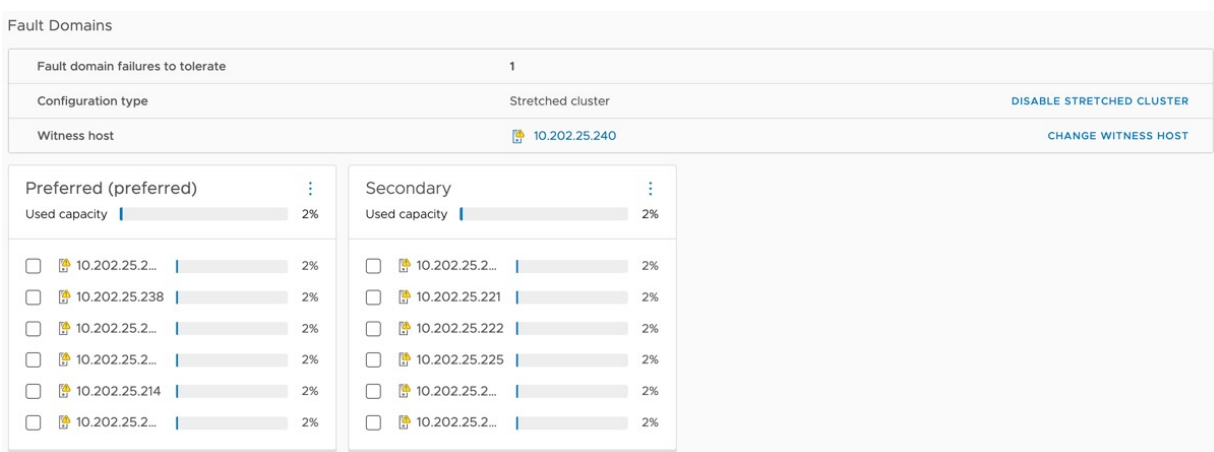 Fault Domains
Fault domain failures to tolerate 1
Configuration type Stretched cluster DISABLE STRETCHED CLUSTER
Witness host 10.202.25.240 CHANGE WITNESS HOST
Preferred (preferred)
Used capacity 2%
10.202.25.2... 2%
10.202.25.238 2%
10.202.25.2... 2%
10.202.25.2... 2%
10.202.25.214 2%
10.202.25.2... 2%
Secondary
Used capacity 2%
10.202.25.2... 2%
10.202.25.221 2%
10.202.25.222 2%
10.202.25.225 2%
10.202.25.2... 2%
10.202.25.2... 2%